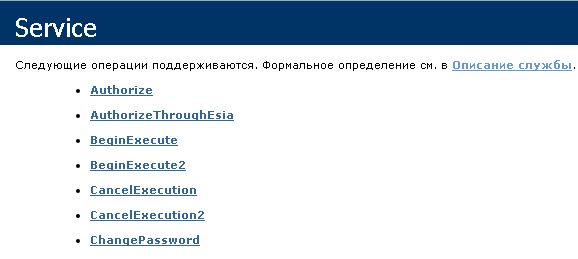 Service
Следующие операции поддерживаются. Формальное определение см. в Описание службы.
Authorize
AuthorizeThroughEsia
BeginExecute
BeginExecute2
CancelExecution
CancelExecution2
ChangePassword